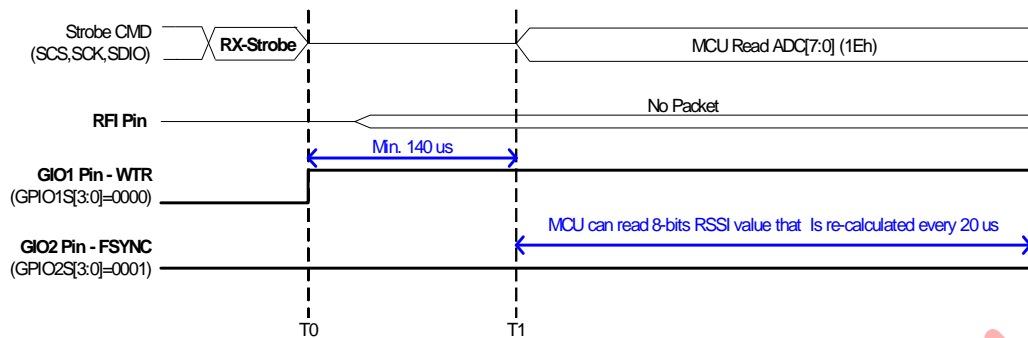 Strobe CMD
(SCS,SCK,SDIO)
RX-Strobe
MCU Read ADC[7:0] (1Eh)
RFI Pin
No Packet
Min. 140 us
GIO1 Pin - WTR
(GPIO1S[3:0]=0000)
MCU can read 8-bits RSSI value that Is re-calculated every 20 us
GIO2 Pin - FSYNC
(GPIO2S[3:0]=0001)
T0
T1